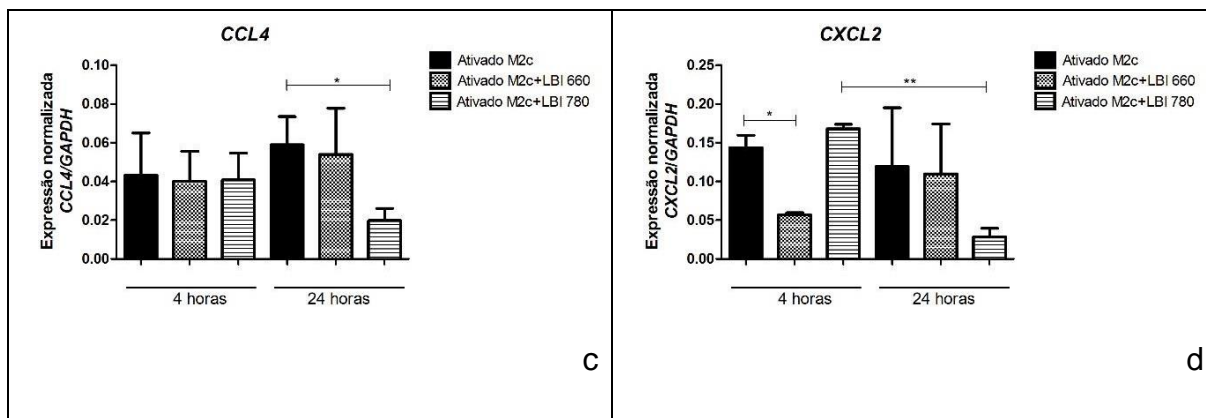 CCL4
Ativado M2c
Ativado M2c+LBI 660
Ativado M2c+LBI 780
Expressão normalizada
CCL4/GAPDH
0.10
0.08
0.06
0.04
0.02
0.00
*
4 horas
24 horas
c
CXCL2
Ativado M2c
Ativado M2c+LBI 660
Ativado M2c+LBI 780
Expressão normalizada
CXCL2/GAPDH
0.25
0.20
0.15
0.10
0.05
0.00
*
**
4 horas
24 horas
d